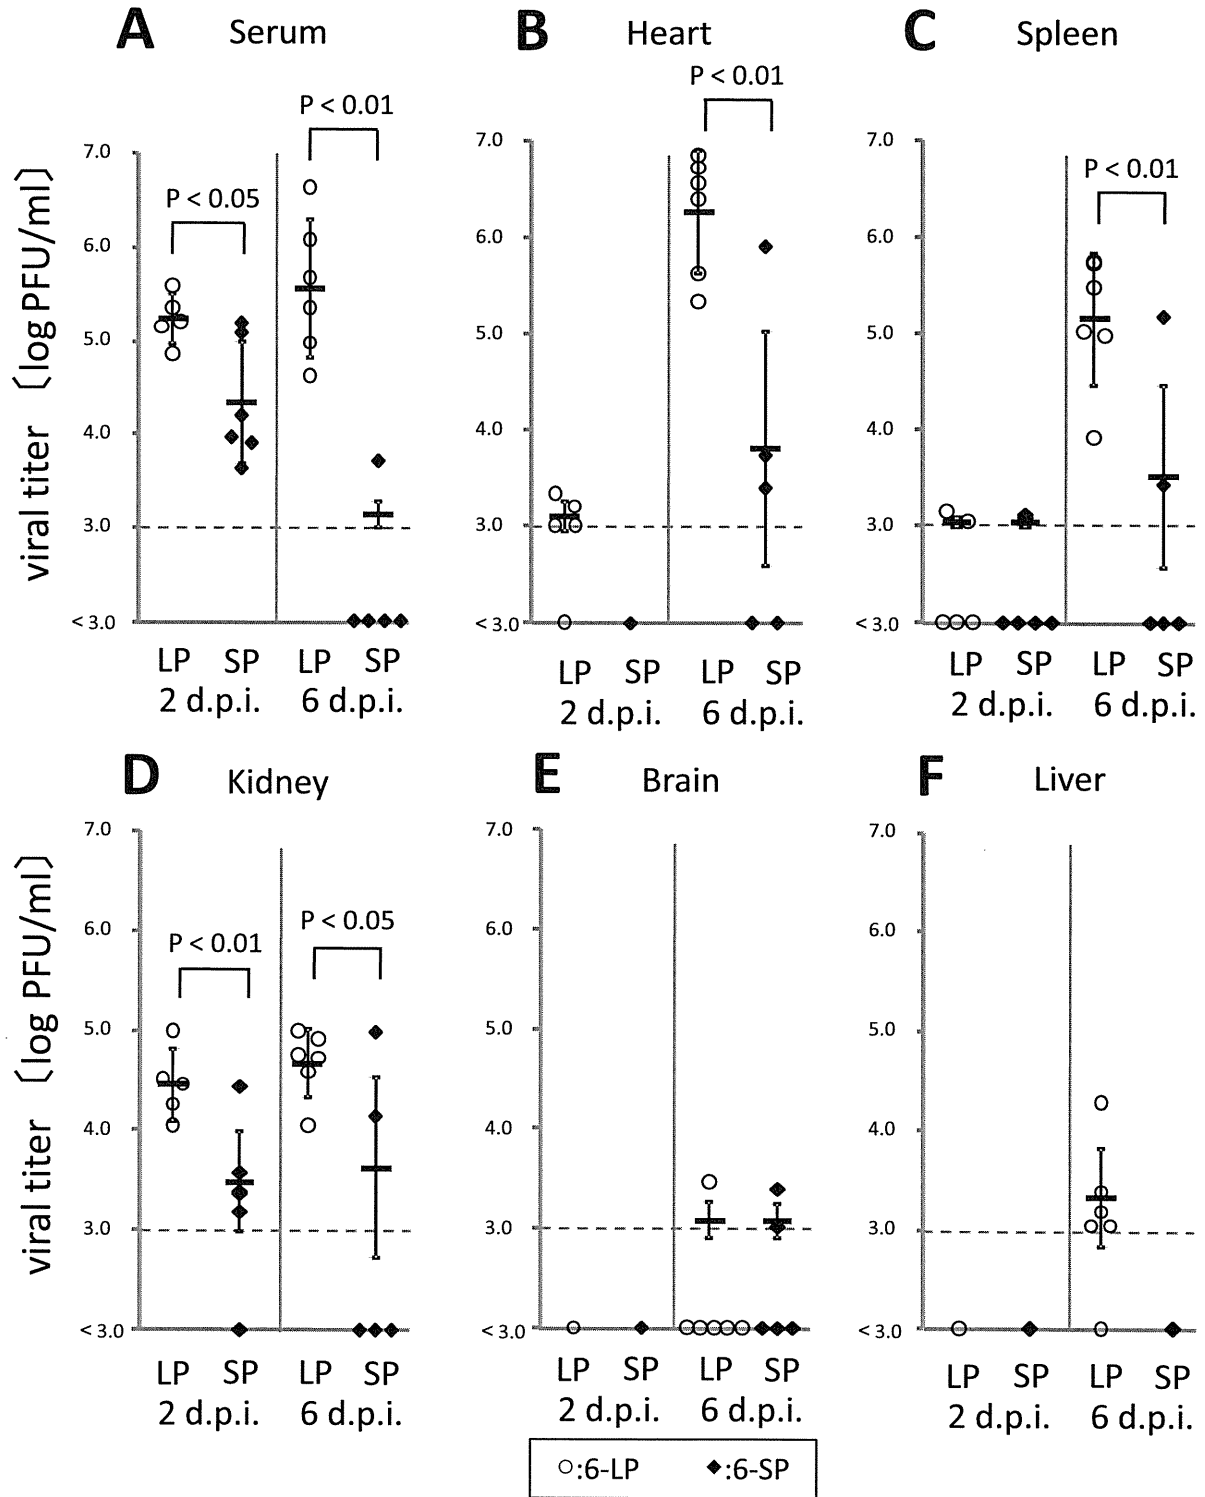 A Serum
B Heart
C Spleen
viral titer (log PFU/ml)
P < 0.05
P < 0.01
7.0
6.0
5.0
4.0
3.0
< 3.0
LP SP LP SP
2 d.p.i. 6 d.p.i.
P < 0.01
7.0
6.0
5.0
4.0
3.0
< 3.0
LP SP LP SP
2 d.p.i. 6 d.p.i.
P < 0.01
7.0
6.0
5.0
4.0
3.0
< 3.0
LP SP LP SP
2 d.p.i. 6 d.p.i.
D Kidney
E Brain
F Liver
viral titer (log PFU/ml)
P < 0.01
P < 0.05
7.0
6.0
5.0
4.0
3.0
< 3.0
LP SP LP SP
2 d.p.i. 6 d.p.i.
7.0
6.0
5.0
4.0
3.0
< 3.0
LP SP LP SP
2 d.p.i. 6 d.p.i.
7.0
6.0
5.0
4.0
3.0
< 3.0
LP SP LP SP
2 d.p.i. 6 d.p.i.
○:6-LP ◆:6-SP